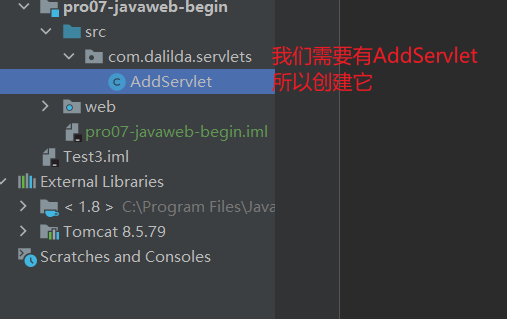 pro07-javaweb-begin
src
com.dalilda.servlets
我们需要有AddServlet
AddServlet
所以创建它
web
pro07-javaweb-begin.iml
Test3.iml
External Libraries
< 1.8 > C:\Program Files\Java
Tomcat 8.5.79
Scratches and Consoles